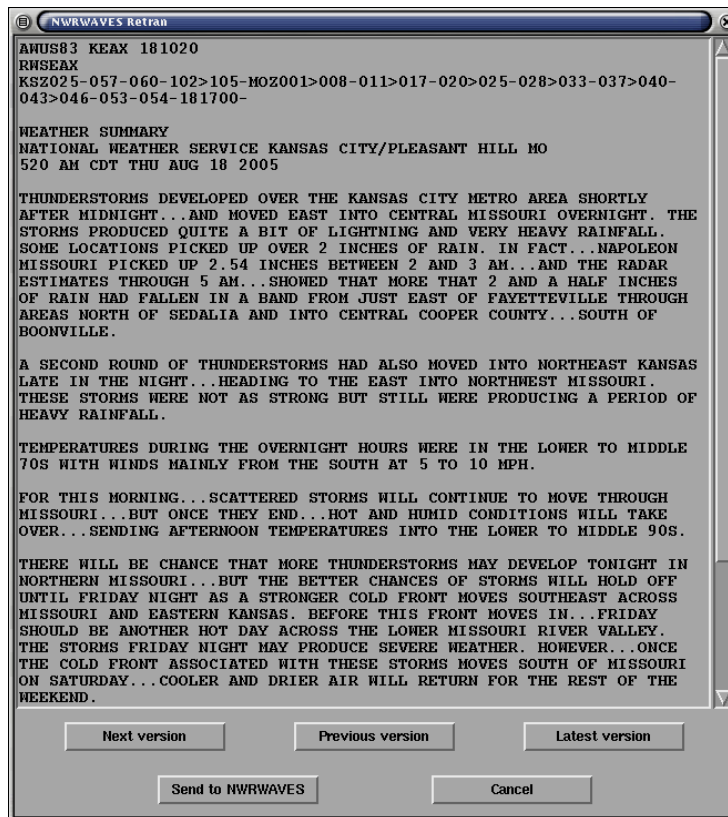 NWRWAVES Retran
AWUS83 KEAX 181020
RWSEAX
KSZ025-057-060-102>105-MOZ001>008-011>017-020>025-028>033-037>040-
043>046-053-054-181700-
WEATHER SUMMARY
NATIONAL WEATHER SERVICE KANSAS CITY/PLEASANT HILL MO
520 AM CDT THU AUG 18 2005
THUNDERSTORMS DEVELOPED OVER THE KANSAS CITY METRO AREA SHORTLY
AFTER MIDNIGHT...AND MOVED EAST INTO CENTRAL MISSOURI OVERNIGHT. THE
STORMS PRODUCED QUITE A BIT OF LIGHTNING AND VERY HEAVY RAINFALL.
SOME LOCATIONS PICKED UP OVER 2 INCHES OF RAIN. IN FACT...NAPOLEON
MISSOURI PICKED UP 2.54 INCHES BETWEEN 2 AND 3 AM...AND THE RADAR
ESTIMATES THROUGH 5 AM...SHOWED THAT MORE THAT 2 AND A HALF INCHES
OF RAIN HAD FALLEN IN A BAND FROM JUST EAST OF FAYETTEVILLE THROUGH
AREAS NORTH OF SEDALIA AND INTO CENTRAL COOPER COUNTY...SOUTH OF
BOONVILLE.
A SECOND ROUND OF THUNDERSTORMS HAD ALSO MOVED INTO NORTHEAST KANSAS
LATE IN THE NIGHT...HEADING TO THE EAST INTO NORTHWEST MISSOURI.
THESE STORMS WERE NOT AS STRONG BUT STILL WERE PRODUCING A PERIOD OF
HEAVY RAINFALL.
TEMPERATURES DURING THE OVERNIGHT HOURS WERE IN THE LOWER TO MIDDLE
70S WITH WINDS MAINLY FROM THE SOUTH AT 5 TO 10 MPH.
FOR THIS MORNING...SCATTERED STORMS WILL CONTINUE TO MOVE THROUGH
MISSOURI...BUT ONCE THEY END...HOT AND HUMID CONDITIONS WILL TAKE
OVER...SENDING AFTERNOON TEMPERATURES INTO THE LOWER TO MIDDLE 90S.
THERE WILL BE CHANCE THAT MORE THUNDERSTORMS MAY DEVELOP TONIGHT IN
NORTHERN MISSOURI...BUT THE BETTER CHANCES OF STORMS WILL HOLD OFF
UNTIL FRIDAY NIGHT AS A STRONGER COLD FRONT MOVES SOUTHEAST ACROSS
MISSOURI AND EASTERN KANSAS. BEFORE THIS FRONT MOVES IN...FRIDAY
SHOULD BE ANOTHER HOT DAY ACROSS THE LOWER MISSOURI RIVER VALLEY.
THE STORMS FRIDAY NIGHT MAY PRODUCE SEVERE WEATHER. HOWEVER...ONCE
THE COLD FRONT ASSOCIATED WITH THESE STORMS MOVES SOUTH OF MISSOURI
ON SATURDAY...COOLER AND DRIER AIR WILL RETURN FOR THE REST OF THE
WEEKEND.
Next version Previous version Latest version
Send to NWRWAVES Cancel